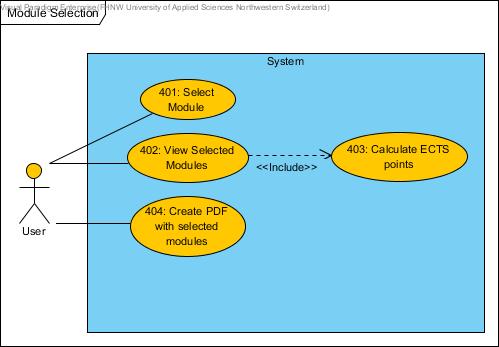 Visual Paradigm Enterprise(FHNW University of Applied Sciences Northwestern Switzerland)
Module Selection
System
401: Select
Module
402: View Selected
Modules
<<Include>>
403: Calculate ECTS
points
404: Create PDF
with selected
modules
User